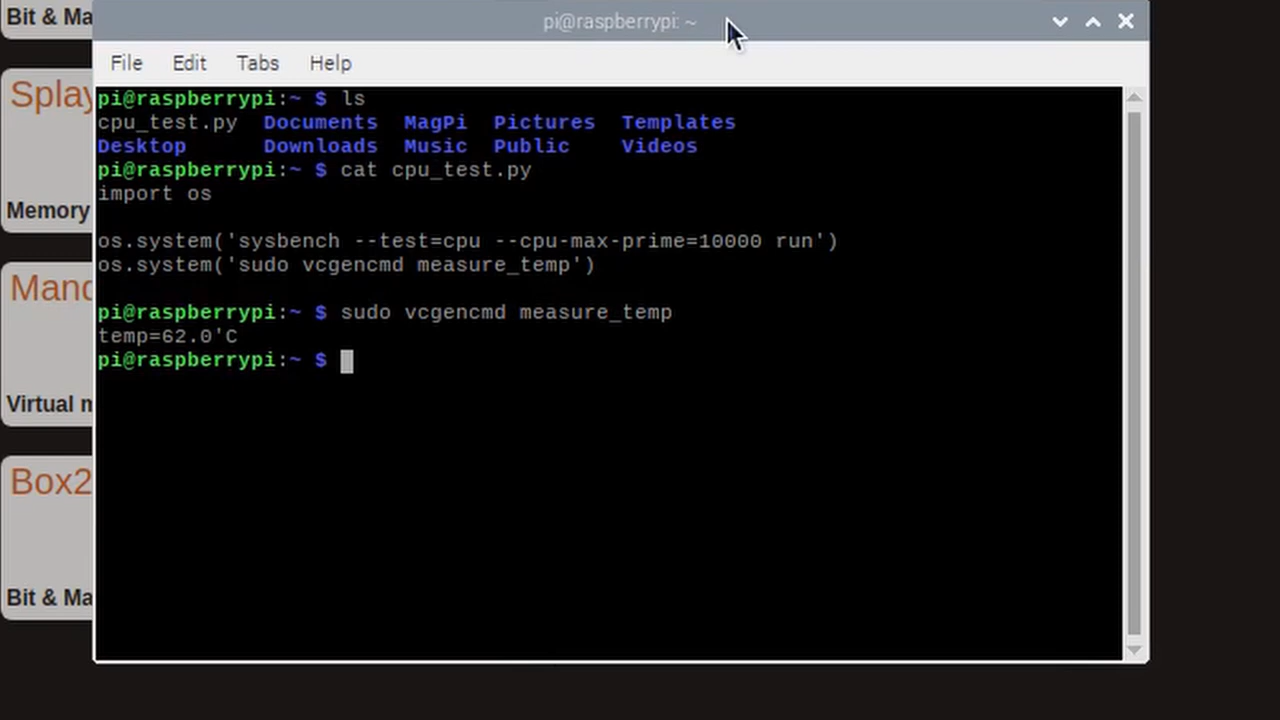 Bit & Ma
Splay
Memory
Mand
Virtual m
Box2
Bit & Ma
pi@raspberrypi: ~
File Edit Tabs Help
pi@raspberrypi:~ $ ls
cpu_test.py Documents MagPi Pictures Templates
Desktop Downloads Music Public Videos
pi@raspberrypi:~ $ cat cpu_test.py
import os
os.system('sysbench --test=cpu --cpu-max-prime=10000 run')
os.system('sudo vcgencmd measure_temp')
pi@raspberrypi:~ $ sudo vcgencmd measure_temp
temp=62.0'C
pi@raspberrypi:~ $